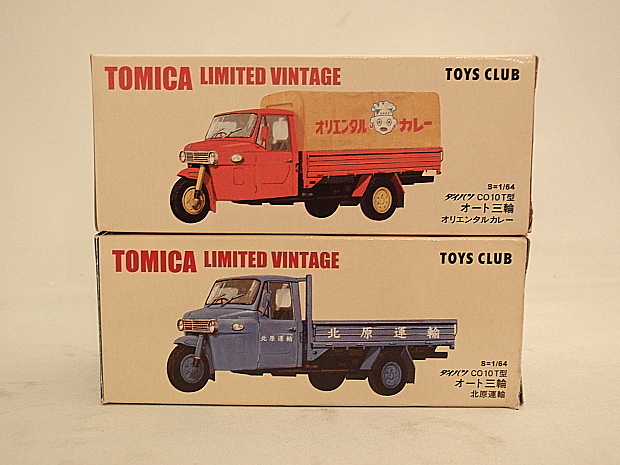 TOMICA LIMITED VINTAGE
TOYS CLUB
オリエンタル カレー
S=1/64
ダイハツ CO10T型
オート三輪
オリエンタルカレー
TOMICA LIMITED VINTAGE
TOYS CLUB
北原運輸
北原運輸
S=1/64
ダイハツ CO10T型
オート三輪
北原運輸